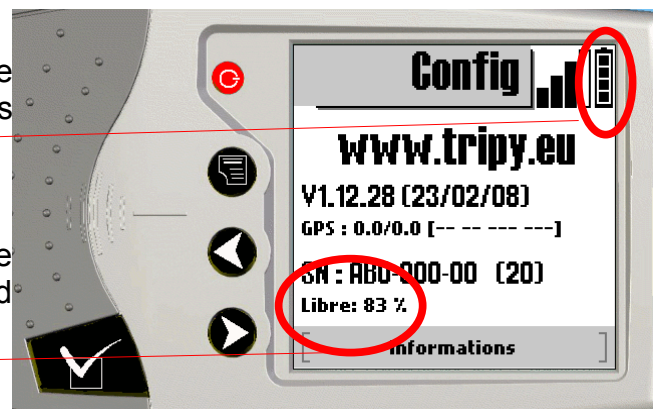 e
s
Config
www.tripy.eu
V1.12.28 (23/02/08)
GPS : 0.0/0.0 [-- -- --- ---]
e
SN : AB0-000-00 (20)
d
Libre: 83 %
[ Informations ]